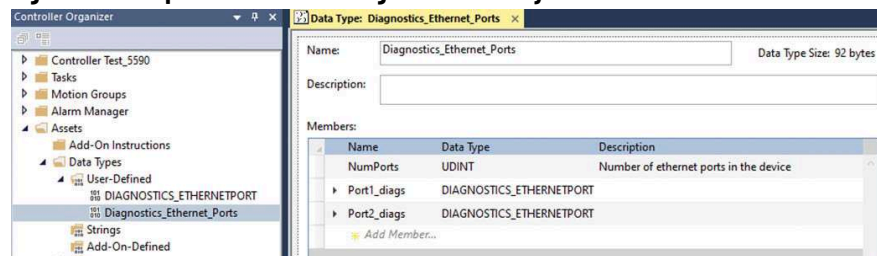 Controller Organizer
Data Type: Diagnostics_Ethernet_Ports
Controller Test_5590
Tasks
Motion Groups
Alarm Manager
Assets
Add-On Instructions
Data Types
User-Defined
DIAGNOSTICS_ETHERNETPORT
Diagnostics_Ethernet_Ports
Strings
Add-On-Defined
Name: Diagnostics_Ethernet_Ports Data Type Size: 92 bytes
Description:
Members:
Name Data Type Description
NumPorts UDINT Number of ethernet ports in the device
Port1_diags DIAGNOSTICS_ETHERNETPORT
Port2_diags DIAGNOSTICS_ETHERNETPORT
Add Member...